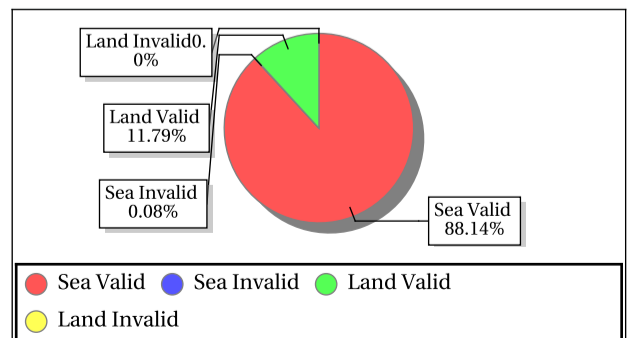 Land Invalid0.
0%
Land Valid
11.79%
Sea Invalid
0.08%
Sea Valid
88.14%
Sea Valid Sea Invalid Land Valid
Land Invalid